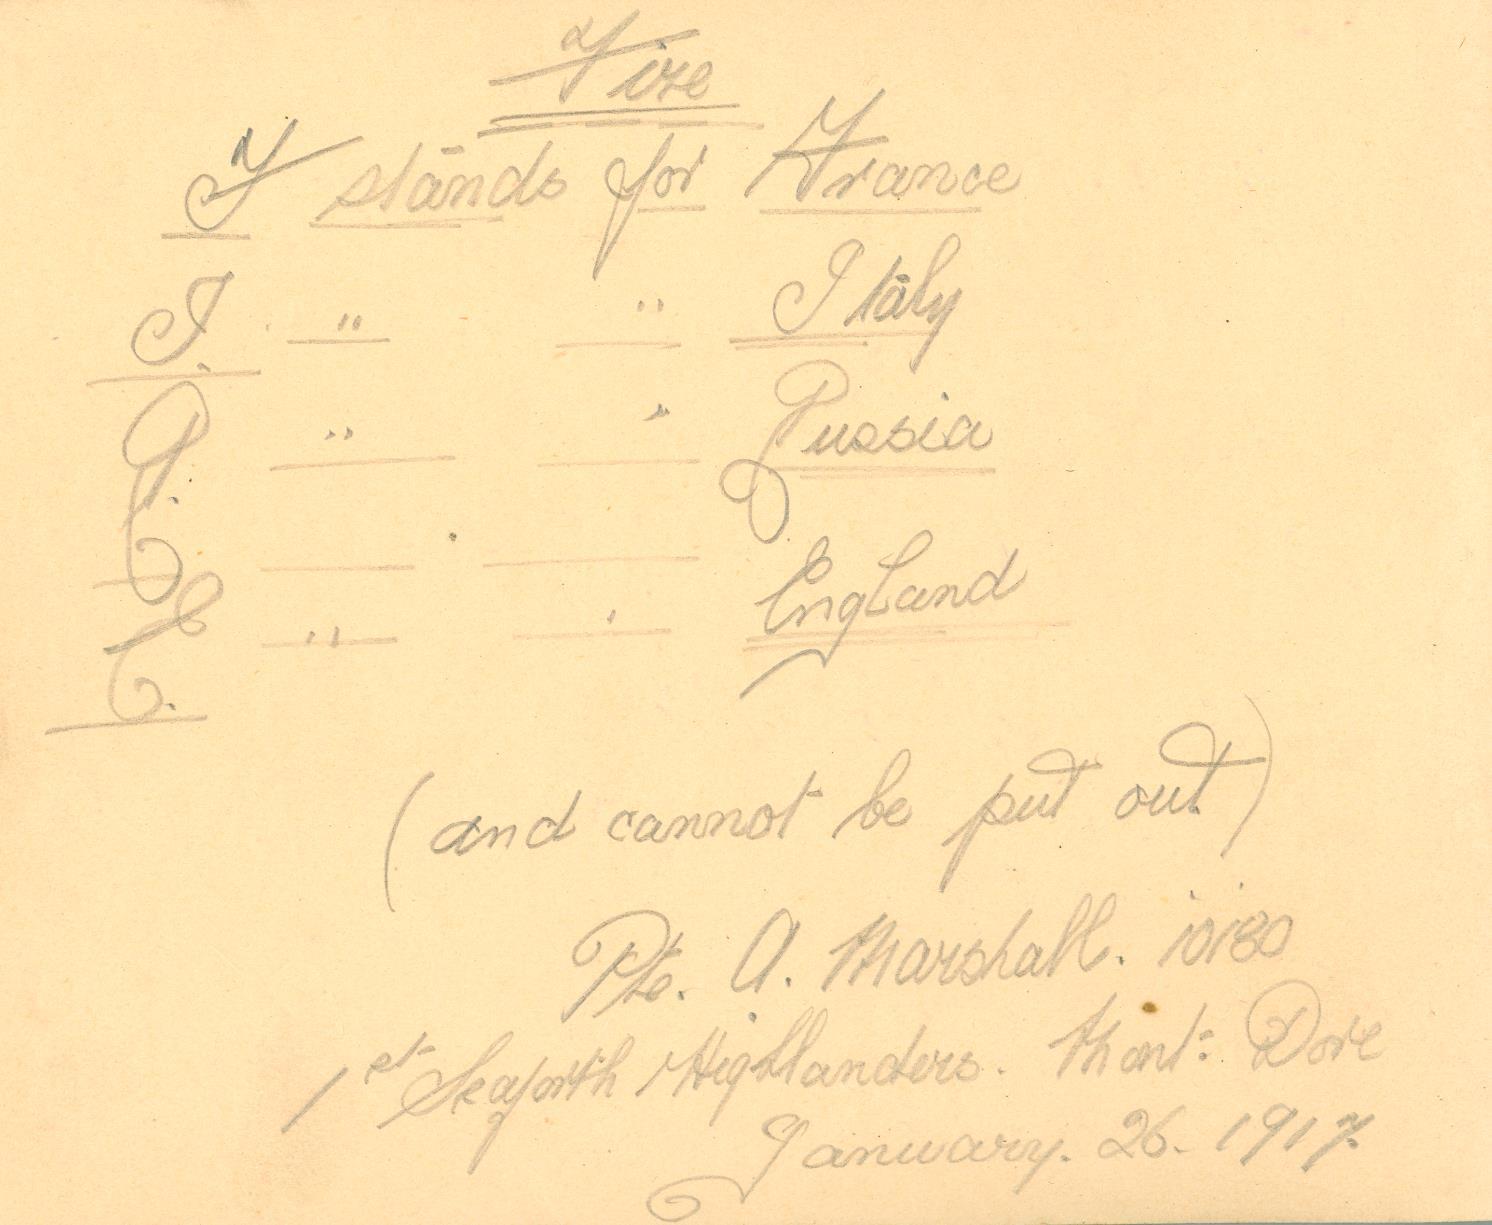 Fire
F stands for France
I. " " Italy
R. " " Russia
E. " " England
(and cannot be put out)
Pte. A. Marshall. 10180
1st Seaforth Highlanders. Mont: Dore
January. 26. 1917.